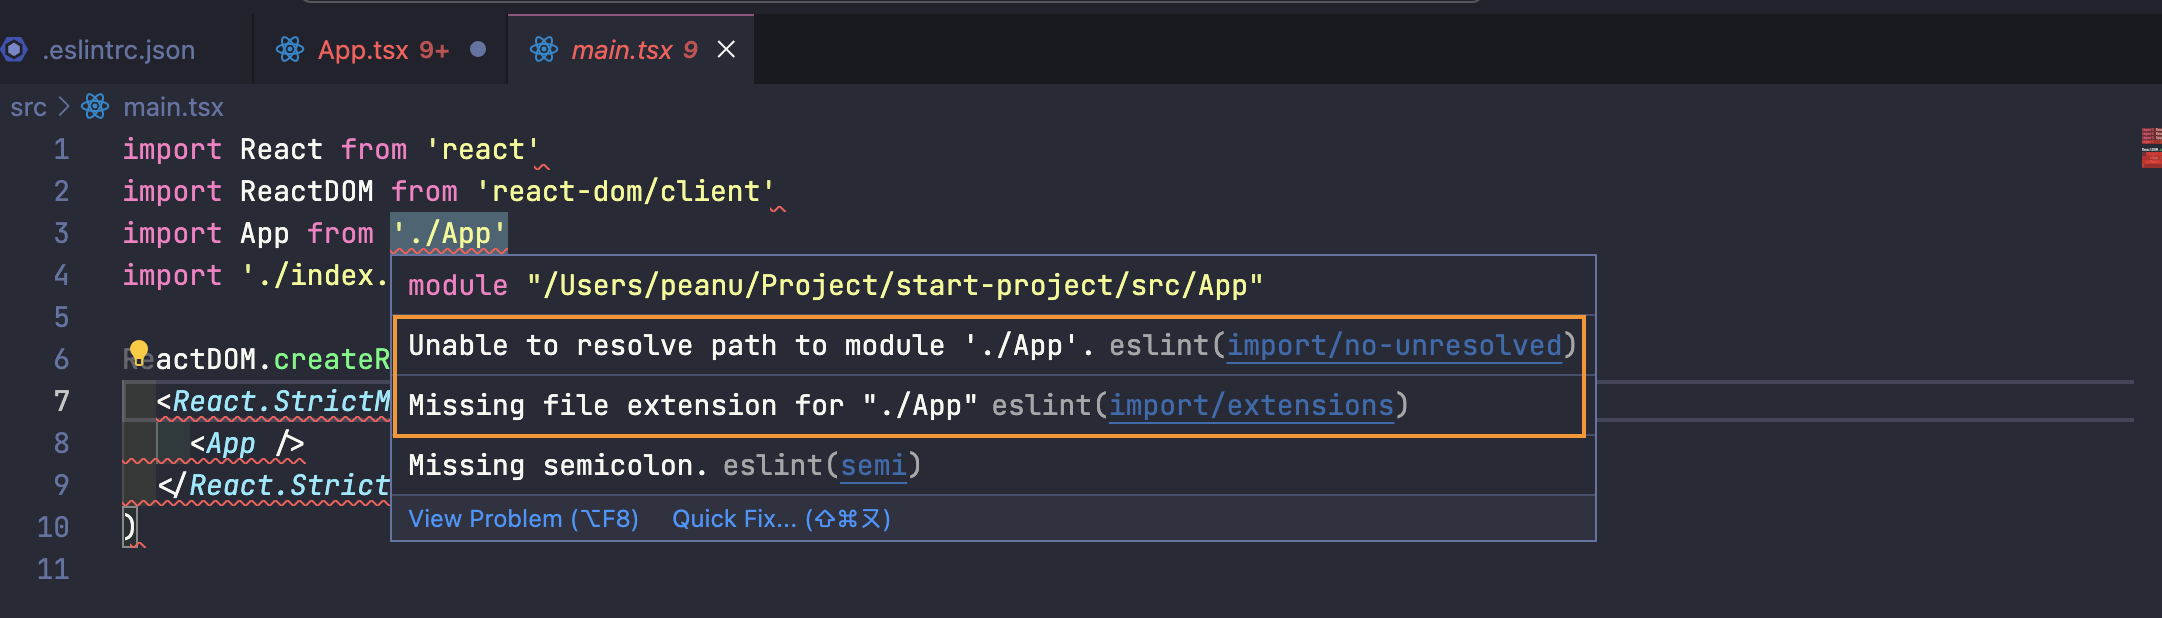 .eslintrc.json App.tsx 9+ main.tsx 9
src > main.tsx
1 import React from 'react'
2 import ReactDOM from 'react-dom/client'
3 import App from './App'
4 import './index.
module "/Users/peanu/Project/start-project/src/App"
5
Unable to resolve path to module './App'. eslint(import/no-unresolved)
6 ReactDOM.createR
7 <React.StrictM
Missing file extension for "./App" eslint(import/extensions)
8 <App />
Missing semicolon. eslint(semi)
9 </React.Strict
View Problem (⌥F8) Quick Fix... (⇧⌘ㄡ)
10 )
11